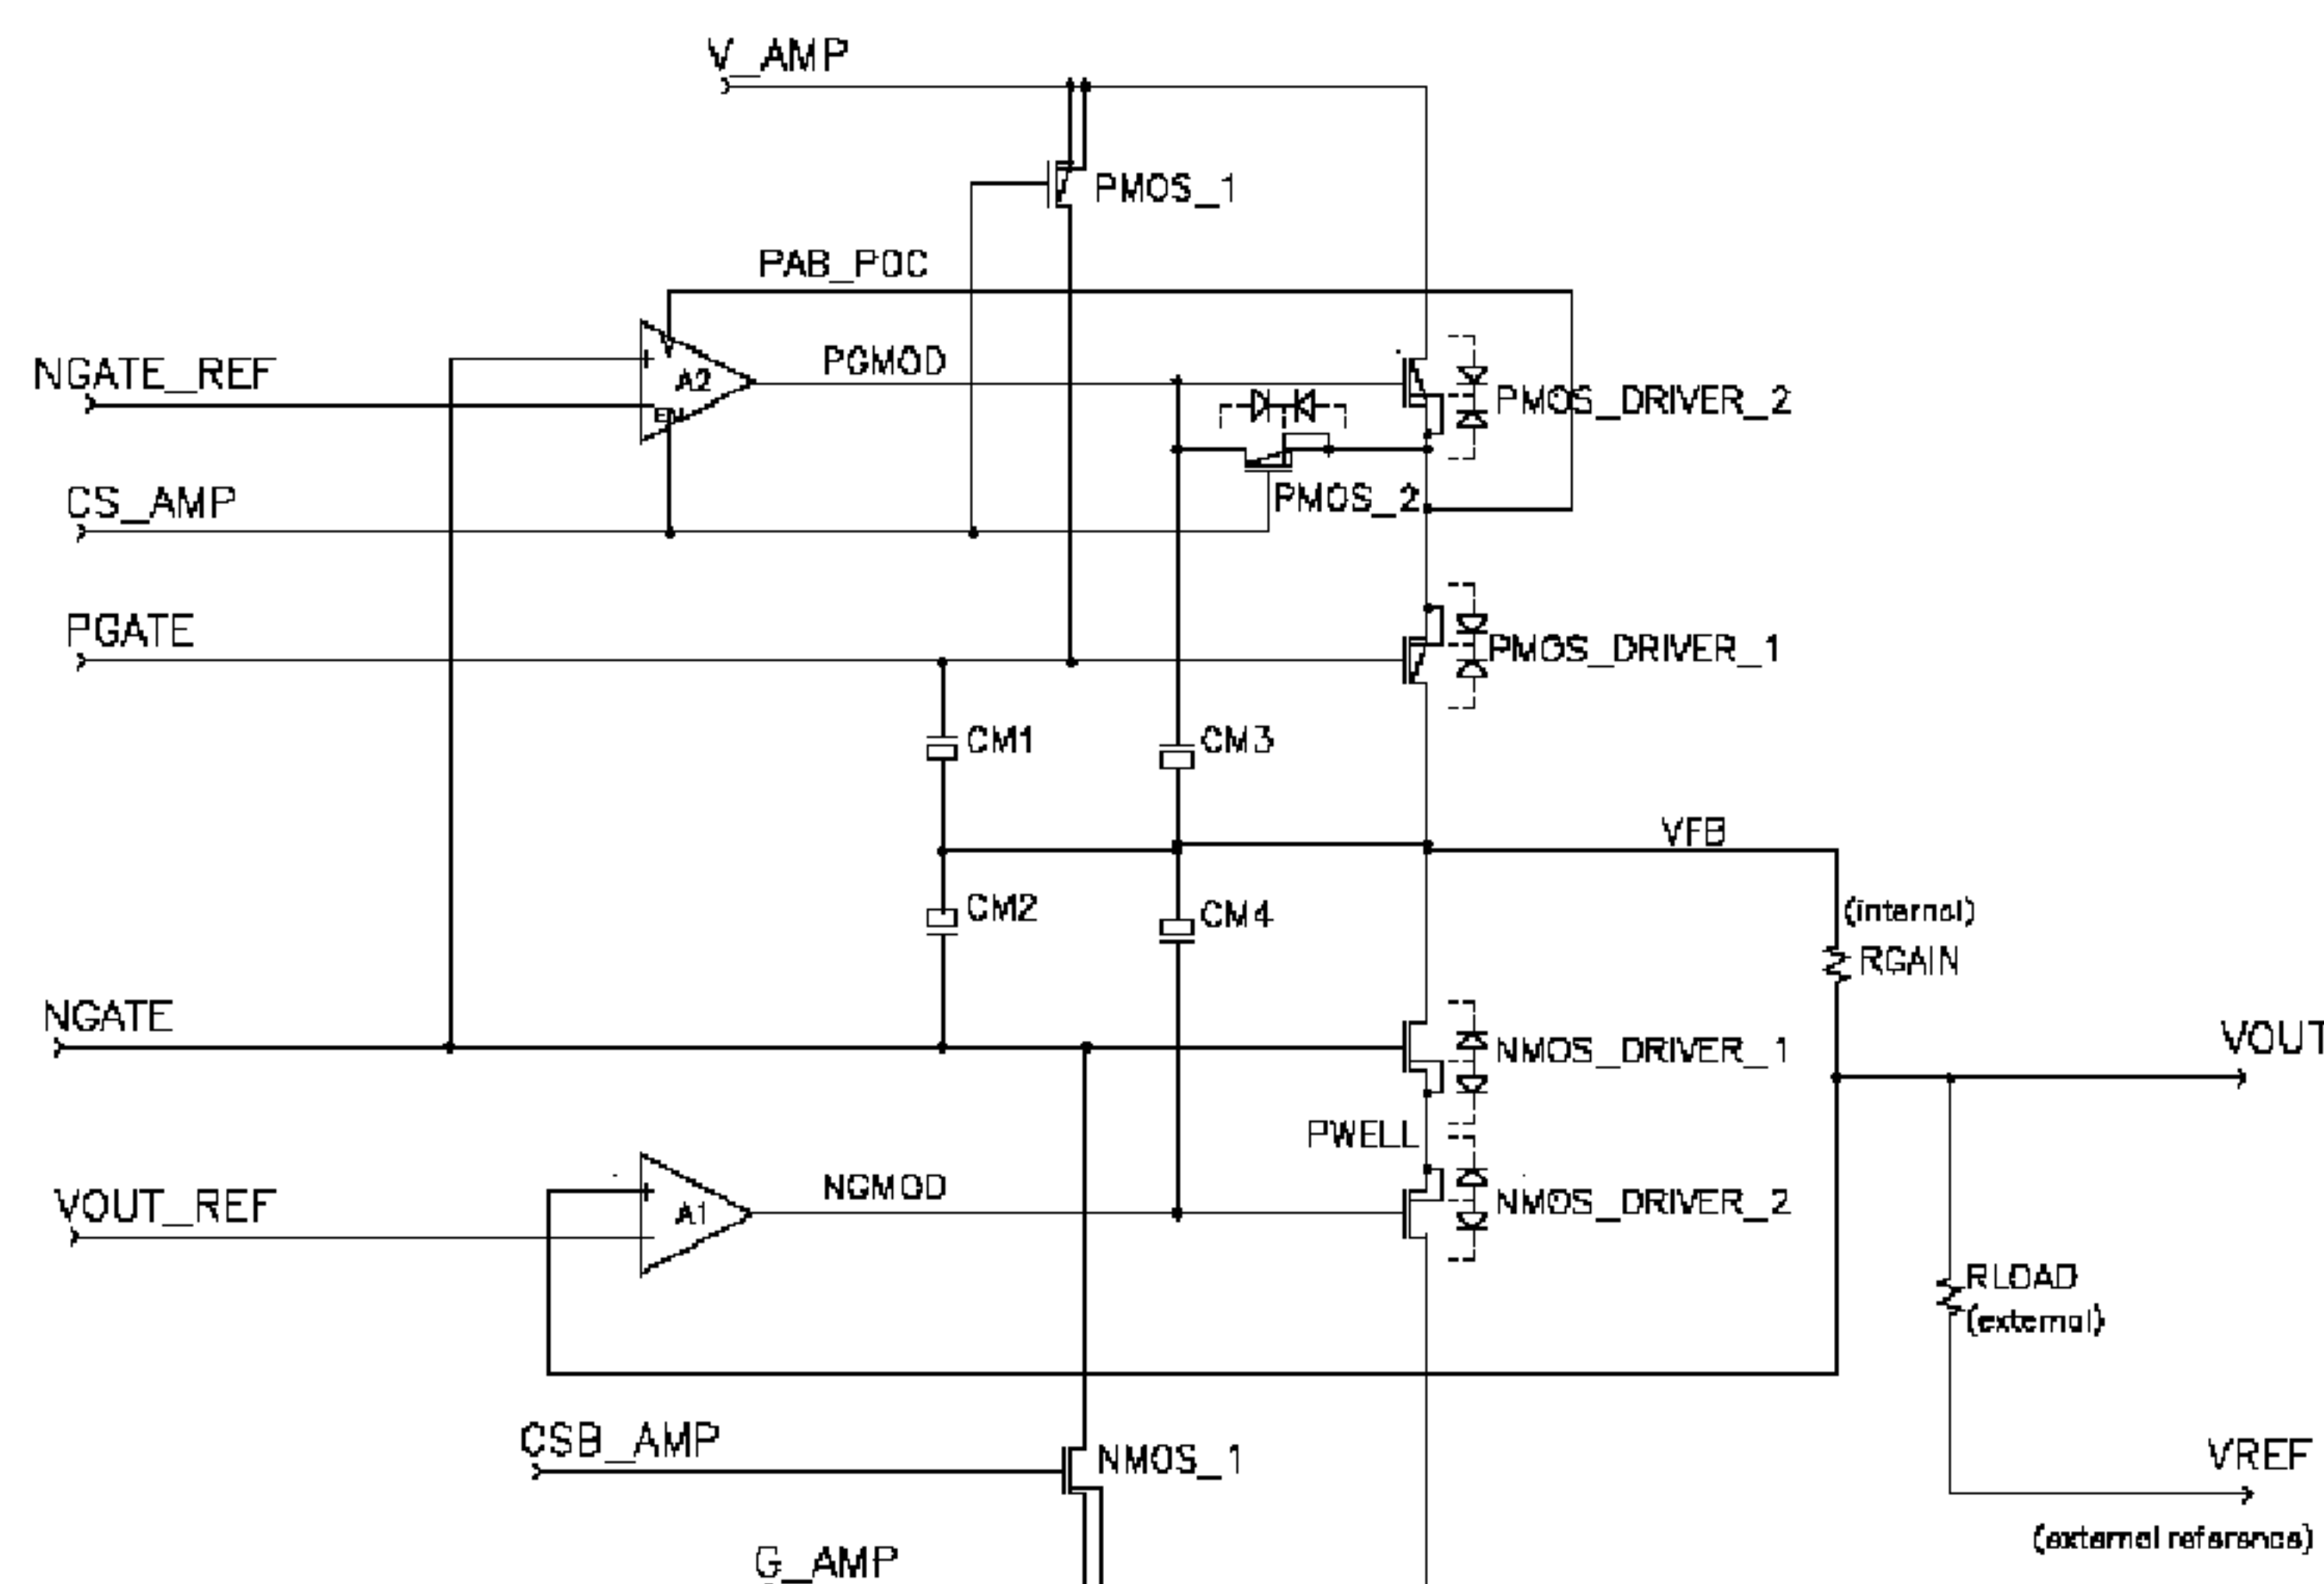 V_AMP
PMOS_1
PAB_POC
NGATE_REF
+
A2
PGMOD
PMOS_DRIVER_2
CS_AMP
PMOS_2
PGATE
PMOS_DRIVER_1
CM1
CM3
VFB
CM2
CM4
(internal)
RGAIN
NGATE
NMOS_DRIVER_1
VOUT
PWELL
VOUT_REF
+
A1
NGMOD
NMOS_DRIVER_2
RLOAD
(external)
CSB_AMP
NMOS_1
VREF
(external reference)
G_AMP